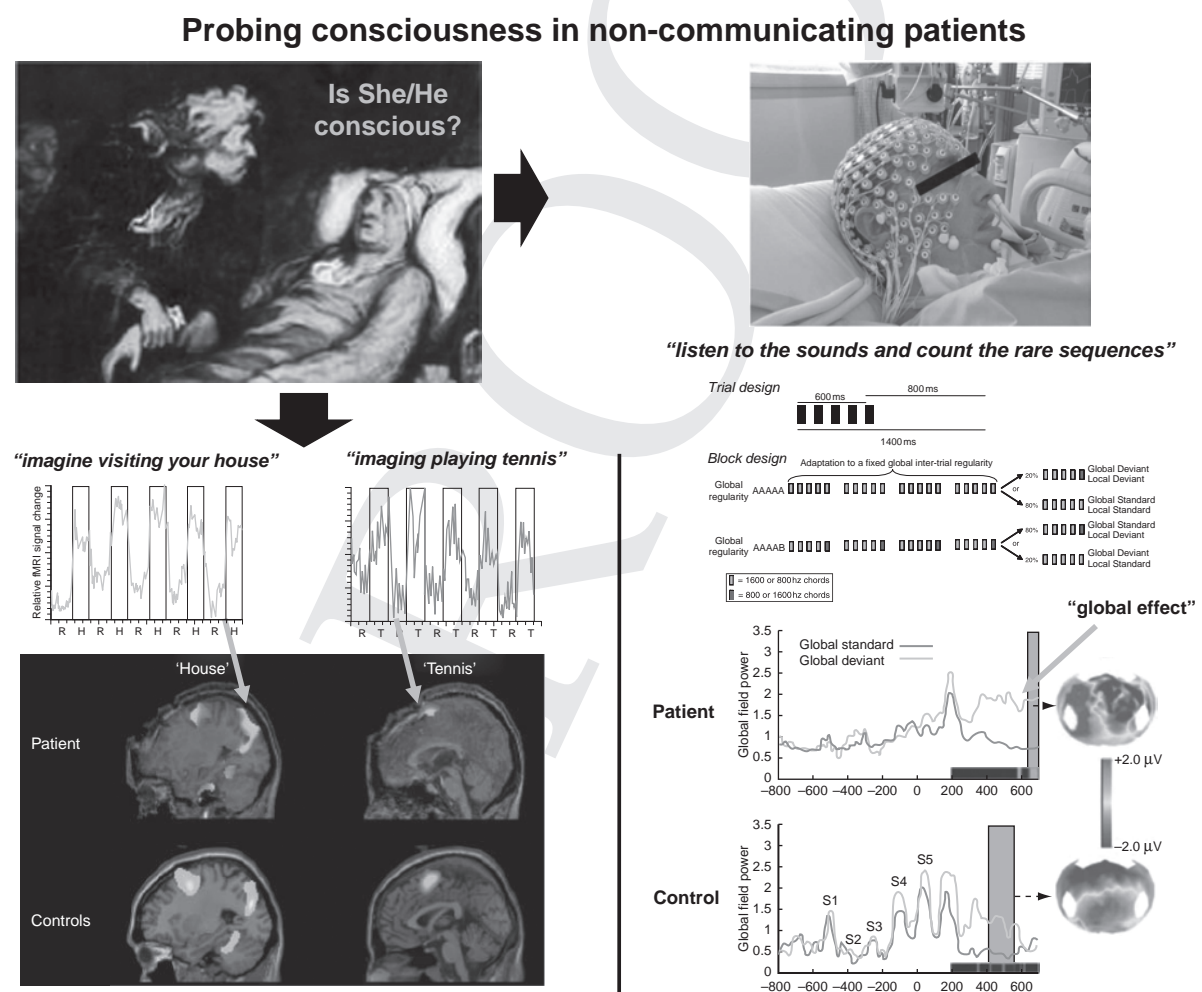 Probing consciousness in non-communicating patients
Is She/He
conscious?
"listen to the sounds and count the rare sequences"
Trial design
800 ms
600 ms
1400 ms
"imagine visiting your house"
"imaging playing tennis"
Block design
Adaptation to a fixed global inter-trial regularity
Global
regularity
AAAAA
20%
Global Deviant
Local Deviant
or
80%
Global Standard
Local Standard
Global
regularity
AAAAB
80%
Global Standard
Local Deviant
or
20%
Global Deviant
Local Standard
= 1600 or 800 hz chords
= 800 or 1600hz chords
Relative fMRI signal change
R H R H R H R H R H
R T R T R T R T R T
"global effect"
'House'
'Tennis'
Patient
Controls
Patient
Global field power
3.5
3
2.5
2
1.5
1
0.5
0
Global standard
Global deviant
–800 –600 –400 –200 0 200 400 600
+2.0 µV
–2.0 µV
Control
Global field power
3.5
3
2.5
2
1.5
1
0.5
0
S1
S2
S3
S4
S5
–800 –600 –400 –200 0 200 400 600